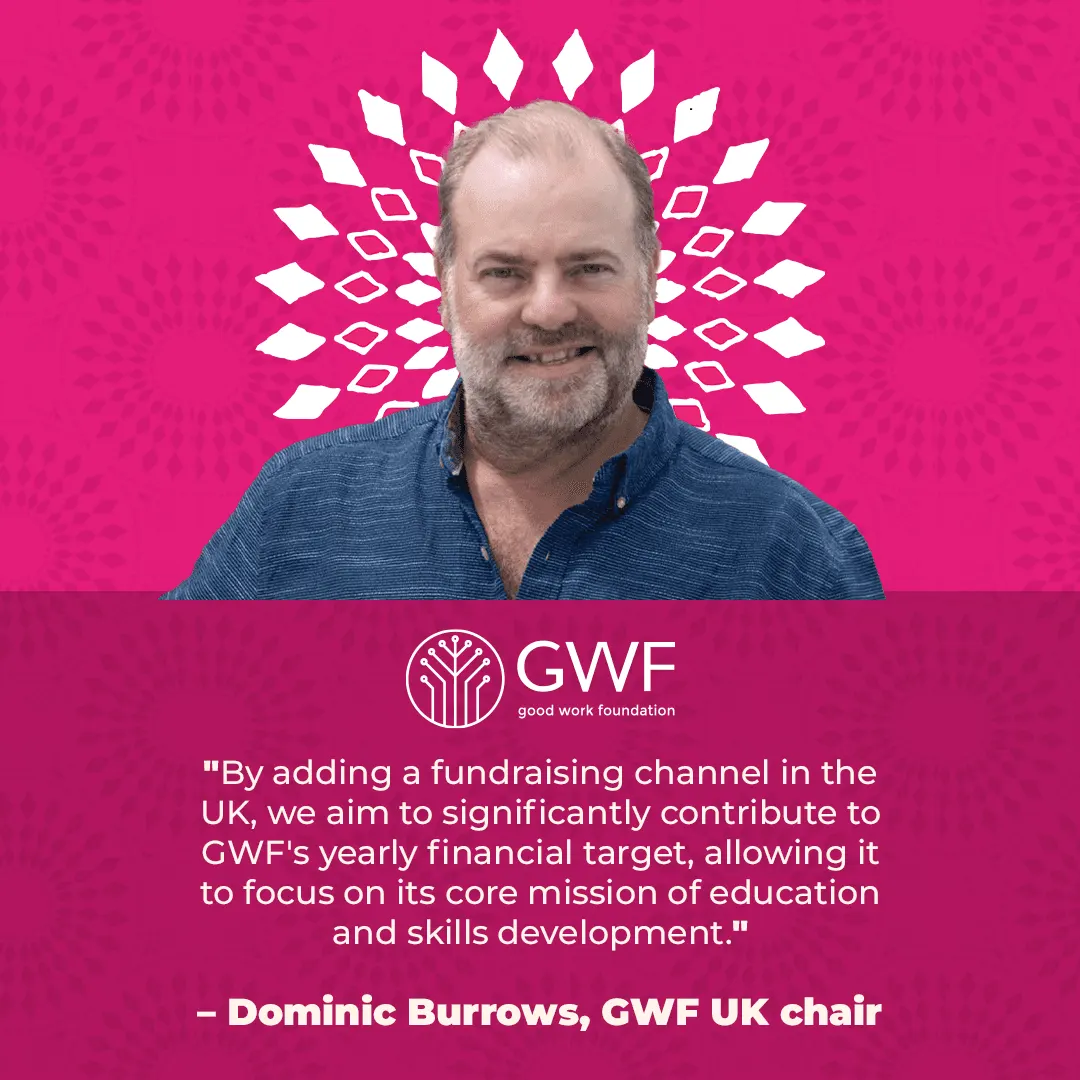 GWF
good work foundation
"By adding a fundraising channel in the
UK, we aim to significantly contribute to
GWF's yearly financial target, allowing it
to focus on its core mission of education
and skills development."
– Dominic Burrows, GWF UK chair